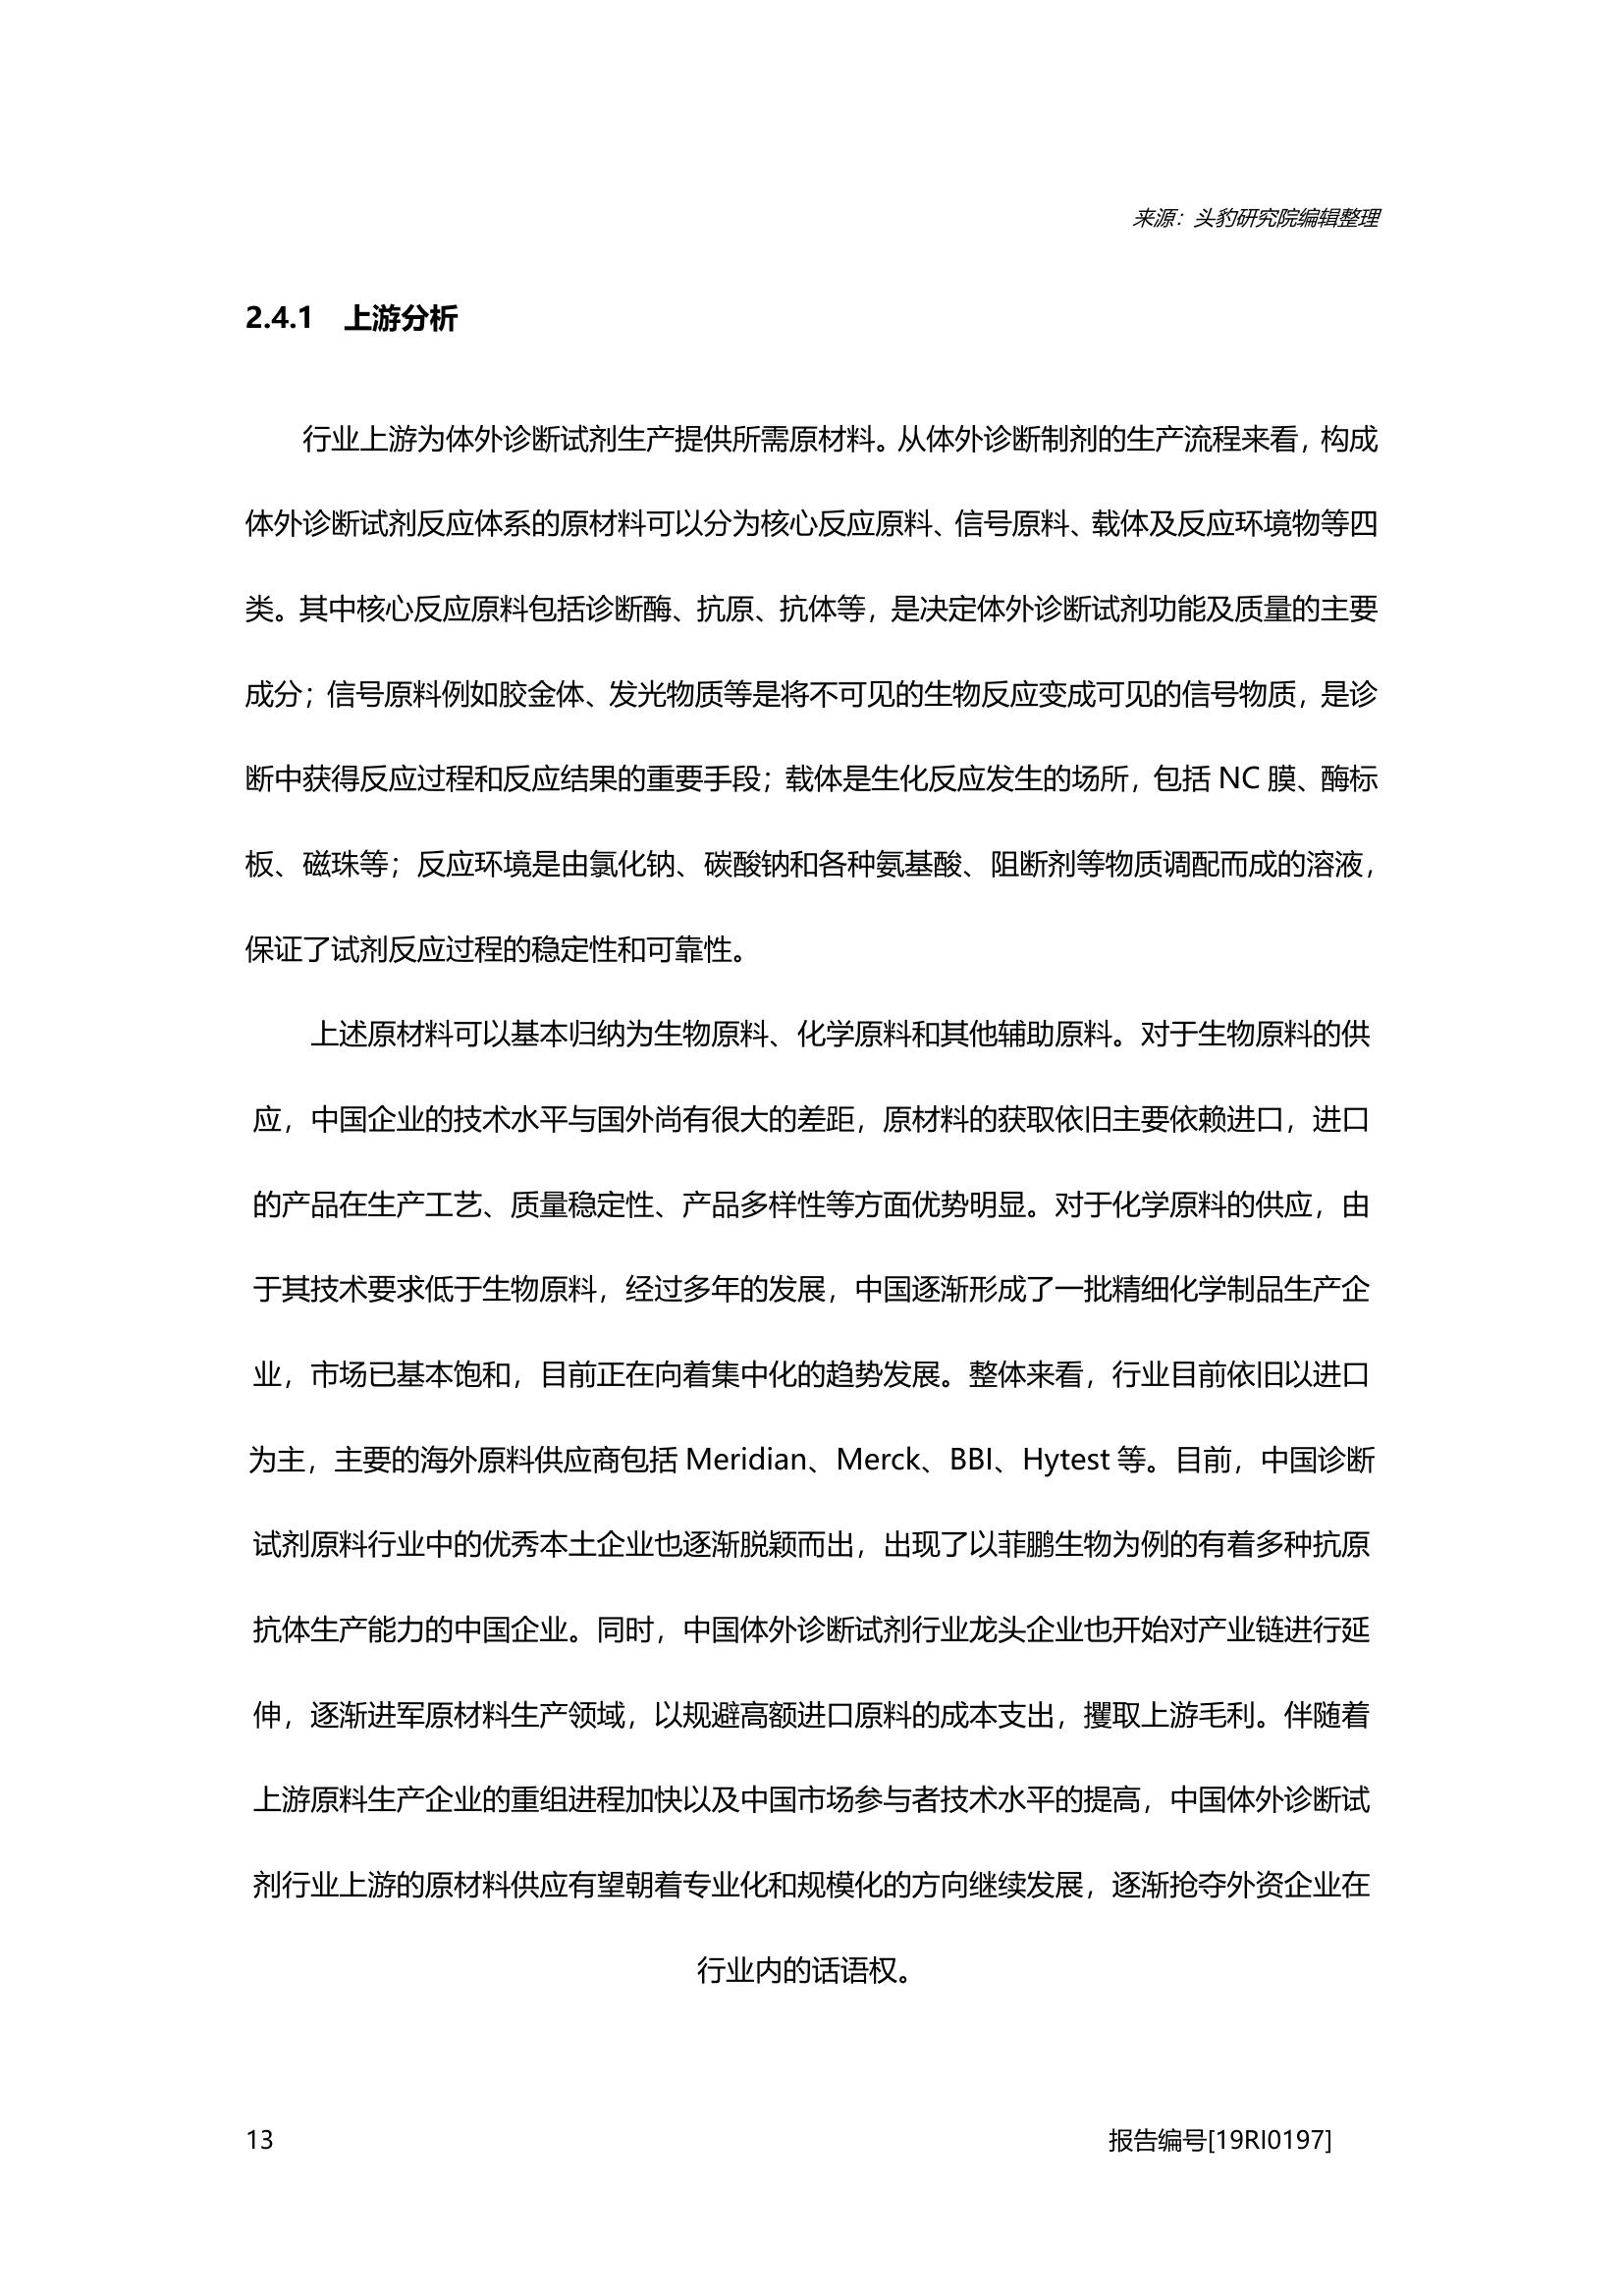 来源：头豹研究院编辑整理
2.4.1 上游分析
行业上游为体外诊断试剂生产提供所需原材料。从体外诊断制剂的生产流程来看，构成
体外诊断试剂反应体系的原材料可以分为核心反应原料、信号原料、载体及反应环境物等四
类。其中核心反应原料包括诊断酶、抗原、抗体等，是决定体外诊断试剂功能及质量的主要
成分；信号原料例如胶金体、发光物质等是将不可见的生物反应变成可见的信号物质，是诊
断中获得反应过程和反应结果的重要手段；载体是生化反应发生的场所，包括 NC 膜、酶标
板、磁珠等；反应环境是由氯化钠、碳酸钠和各种氨基酸、阻断剂等物质调配而成的溶液，
保证了试剂反应过程的稳定性和可靠性。
上述原材料可以基本归纳为生物原料、化学原料和其他辅助原料。对于生物原料的供
应，中国企业的技术水平与国外尚有很大的差距，原材料的获取依旧主要依赖进口，进口
的产品在生产工艺、质量稳定性、产品多样性等方面优势明显。对于化学原料的供应，由
于其技术要求低于生物原料，经过多年的发展，中国逐渐形成了一批精细化学制品生产企
业，市场已基本饱和，目前正在向着集中化的趋势发展。整体来看，行业目前依旧以进口
为主，主要的海外原料供应商包括 Meridian、Merck、BBI、Hytest 等。目前，中国诊断
试剂原料行业中的优秀本土企业也逐渐脱颖而出，出现了以菲鹏生物为例的有着多种抗原
抗体生产能力的中国企业。同时，中国体外诊断试剂行业龙头企业也开始对产业链进行延
伸，逐渐进军原材料生产领域，以规避高额进口原料的成本支出，攫取上游毛利。伴随着
上游原料生产企业的重组进程加快以及中国市场参与者技术水平的提高，中国体外诊断试
剂行业上游的原材料供应有望朝着专业化和规模化的方向继续发展，逐渐抢夺外资企业在
行业内的话语权。
13 报告编号[19RI0197]